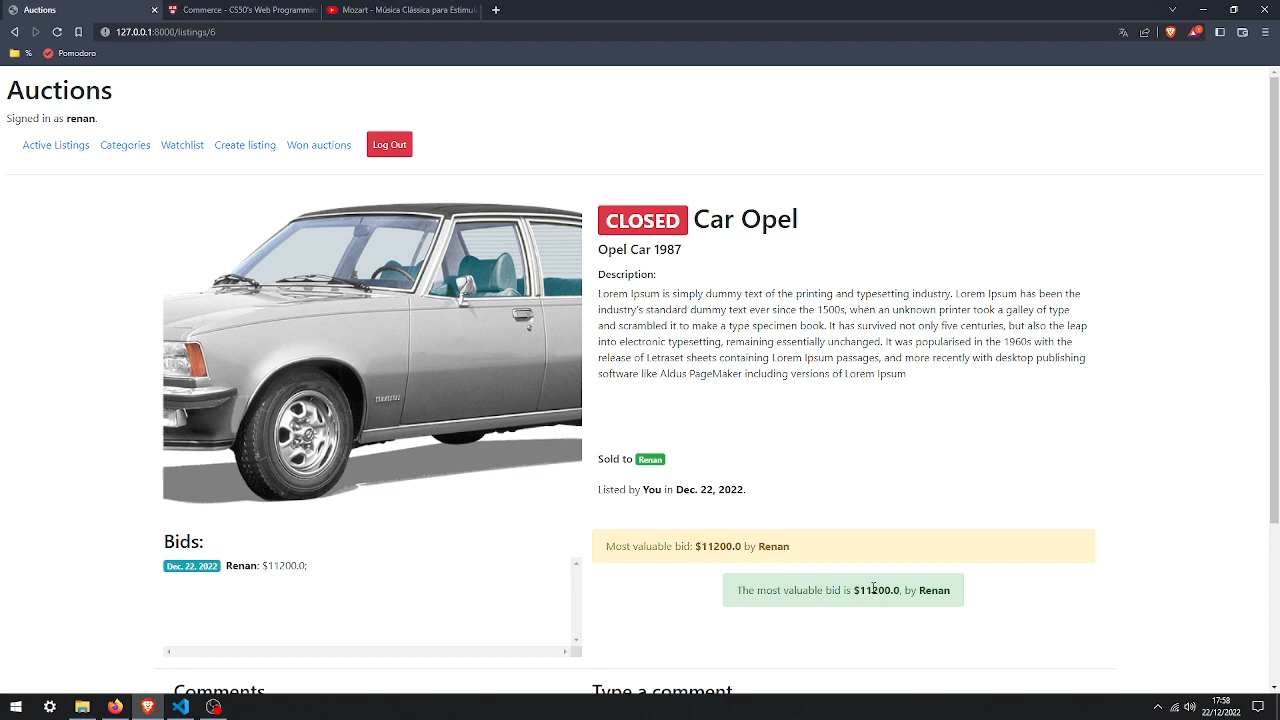 Auctions
Commerce - CS50's Web Programmin
Mozart - Música Clássica para Estimul
127.0.0.1:8000/listings/6
%
Pomodoro
Auctions
Signed in as renan.
Active Listings Categories Watchlist Create listing Won auctions Log Out
CLOSED Car Opel
Opel Car 1987
Description:
Lorem Ipsum is simply dummy text of the printing and typesetting industry. Lorem Ipsum has been the
industry's standard dummy text ever since the 1500s, when an unknown printer took a galley of type
and scrambled it to make a type specimen book. It has survived not only five centuries, but also the leap
into electronic typesetting, remaining essentially unchanged. It was popularised in the 1960s with the
release of Letraset sheets containing Lorem Ipsum passages, and more recently with desktop publishing
software like Aldus PageMaker including versions of Lorem Ipsum
Sold to Renan
Listed by You in Dec. 22, 2022.
Bids:
Dec. 22, 2022 Renan: $11200.0;
Most valuable bid: $11200.0 by Renan
The most valuable bid is $11200.0, by Renan
Comments
Type a comment
17:58
22/12/2022